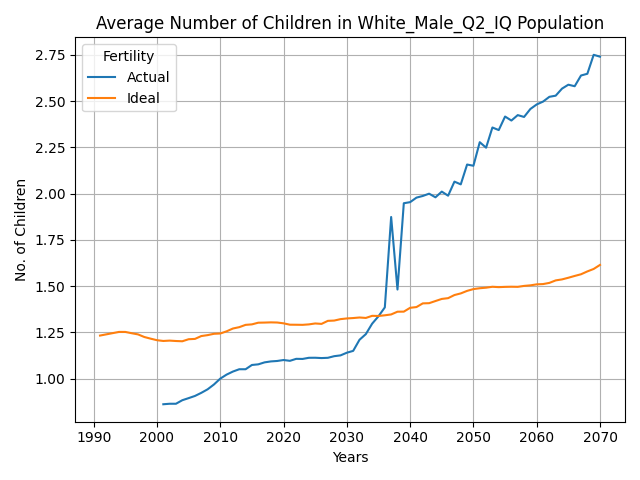 Average Number of Children in White_Male_Q2_IQ Population
Fertility
Actual
Ideal
No. of Children
2.75
2.50
2.25
2.00
1.75
1.50
1.25
1.00
1990 2000 2010 2020 2030 2040 2050 2060 2070
Years